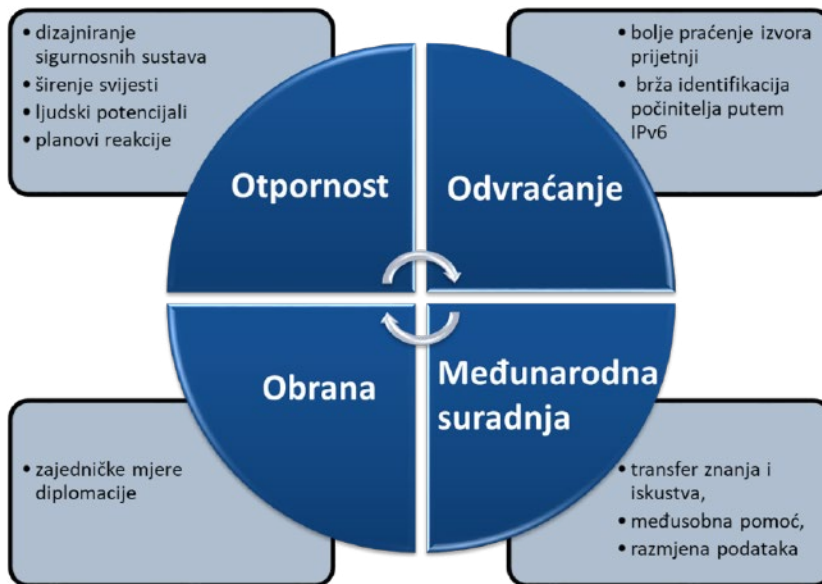 • dizajniranje
sigurnosnih sustava
• širenje svijesti
• ljudski potencijali
• planovi reakcije
• bolje praćenje izvora
prijetnji
• brža identifikacija
počinitelja putem
IPv6
Otpornost
Odvraćanje
Obrana
Međunarodna
suradnja
• zajedničke mjere
diplomacije
• transfer znanja i
iskustva,
• međusobna pomoć,
• razmjena podataka